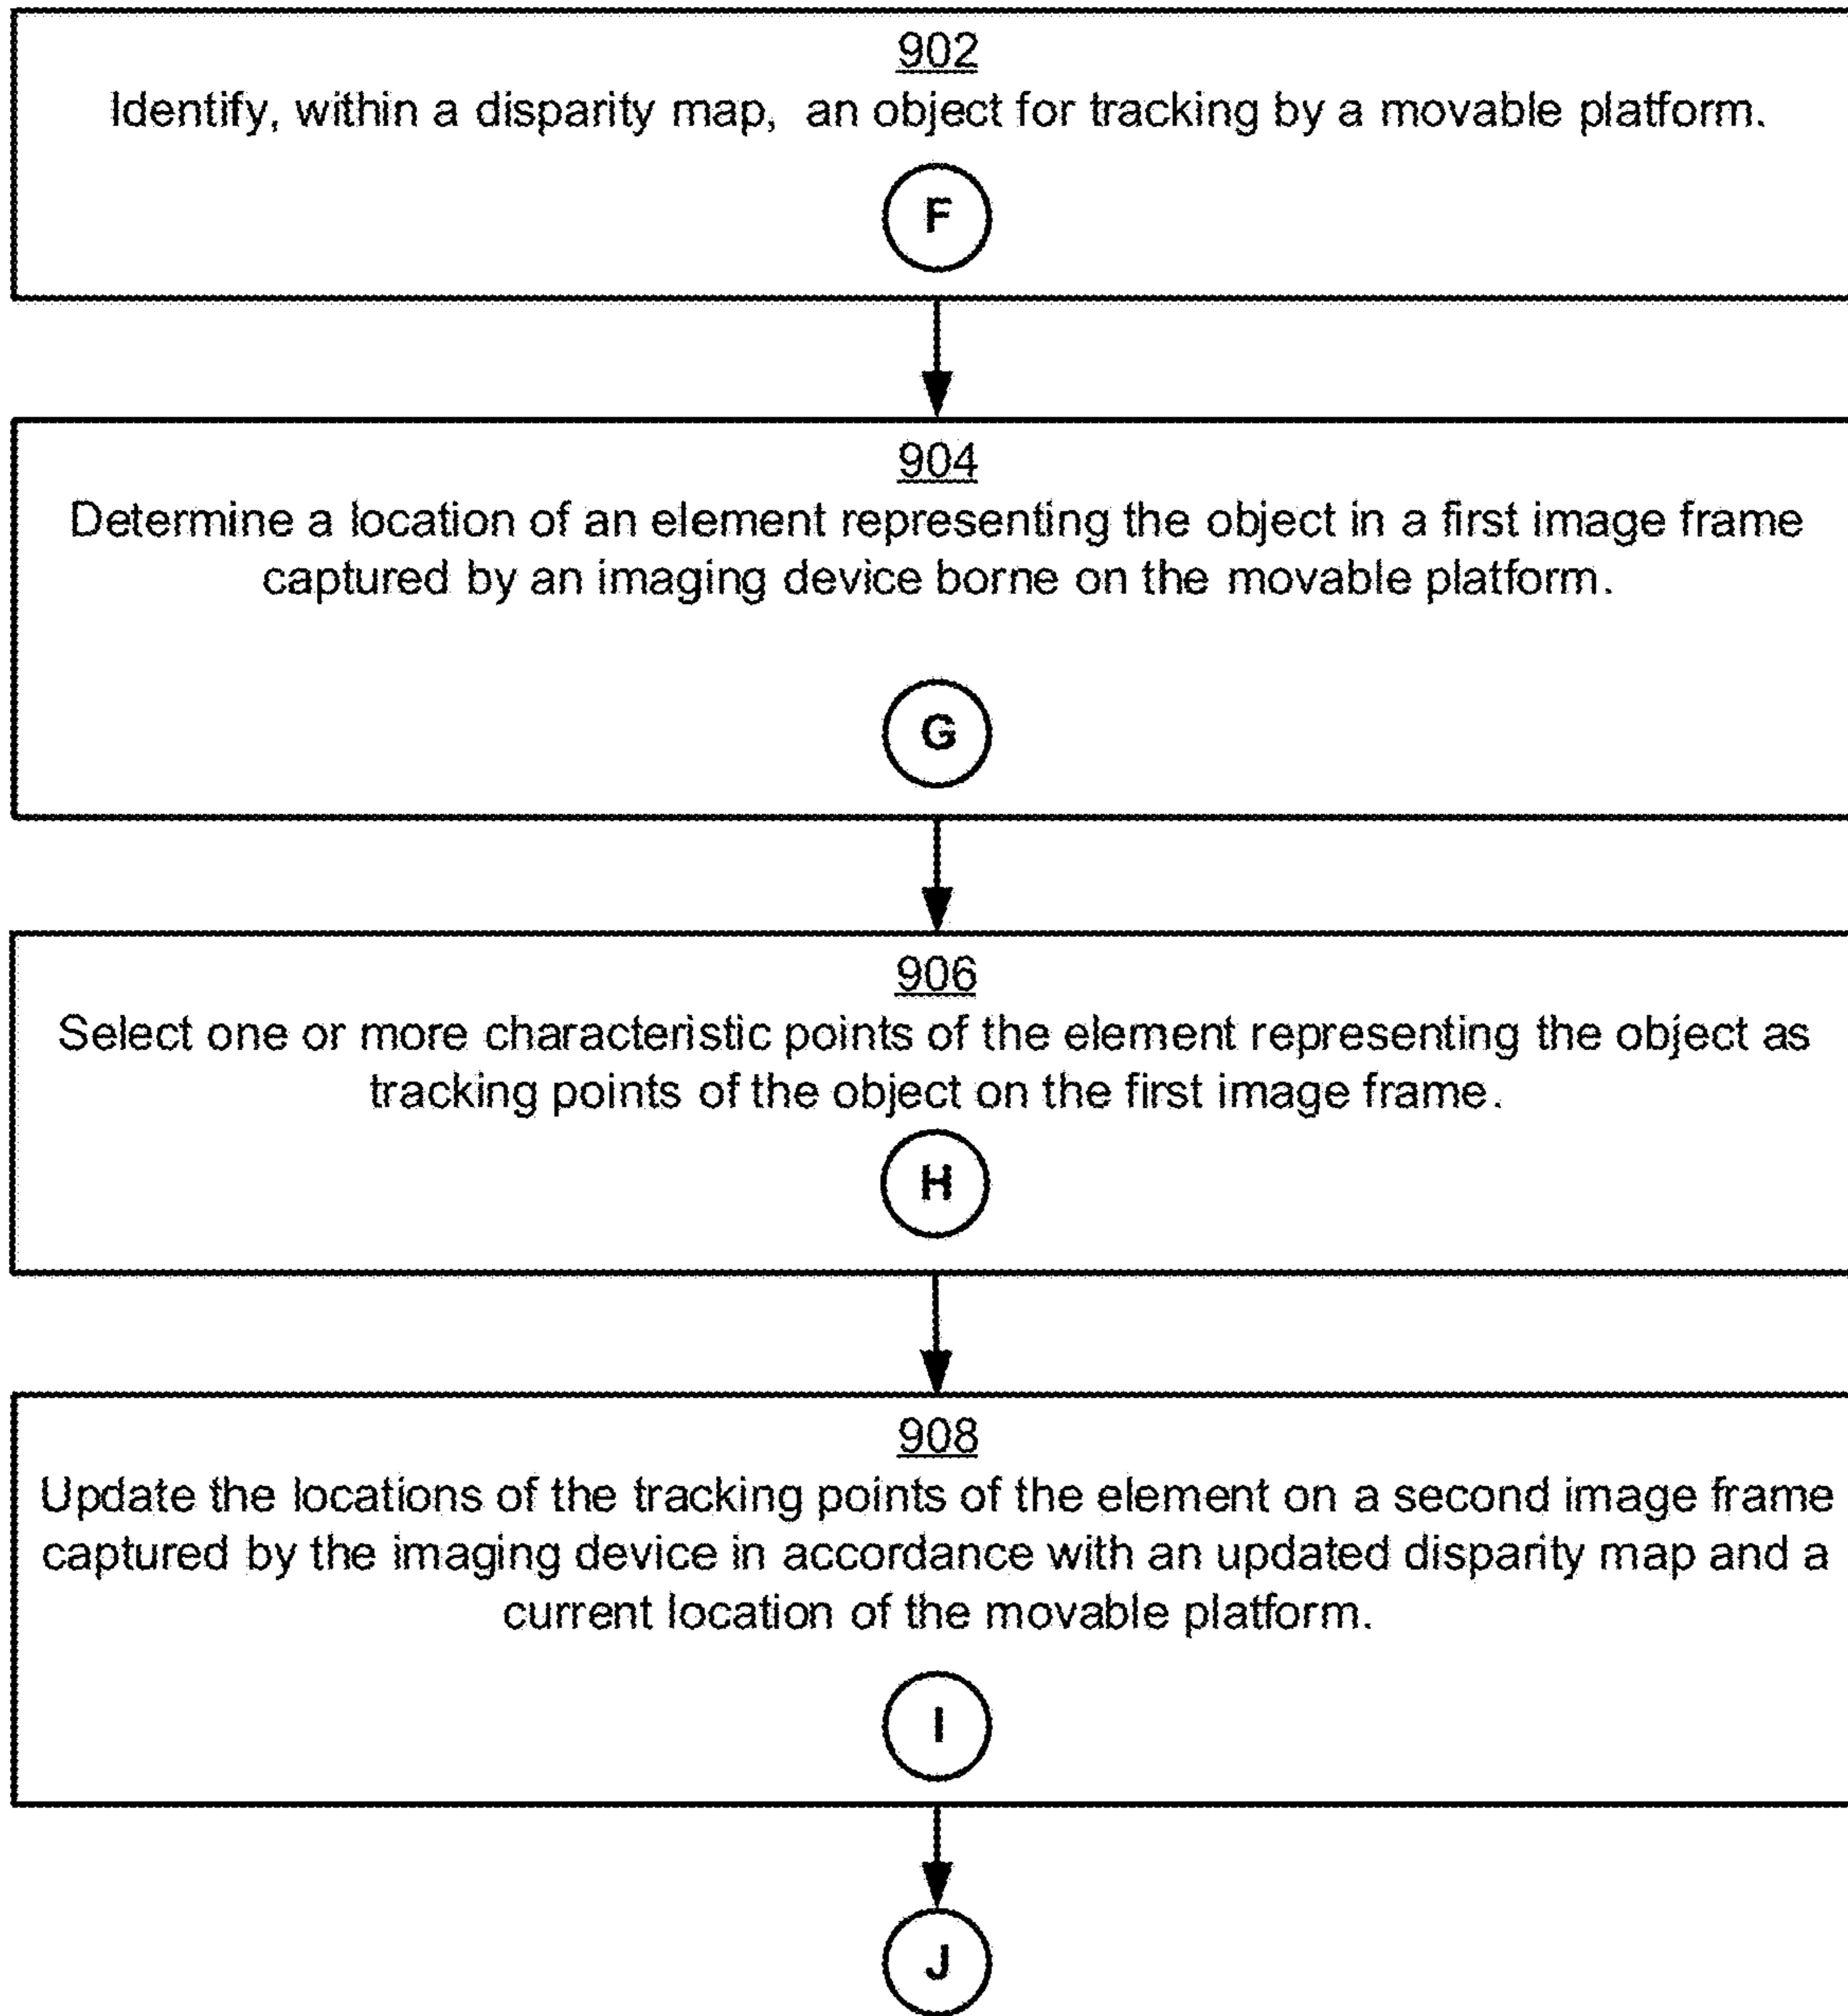 902
Identify, within a disparity map, an object for tracking by a movable platform.
F
904
Determine a location of an element representing the object in a first image frame
captured by an imaging device borne on the movable platform.
G
906
Select one or more characteristic points of the element representing the object as
tracking points of the object on the first image frame.
H
908
Update the locations of the tracking points of the element on a second image frame
captured by the imaging device in accordance with an updated disparity map and a
current location of the movable platform.
I
J